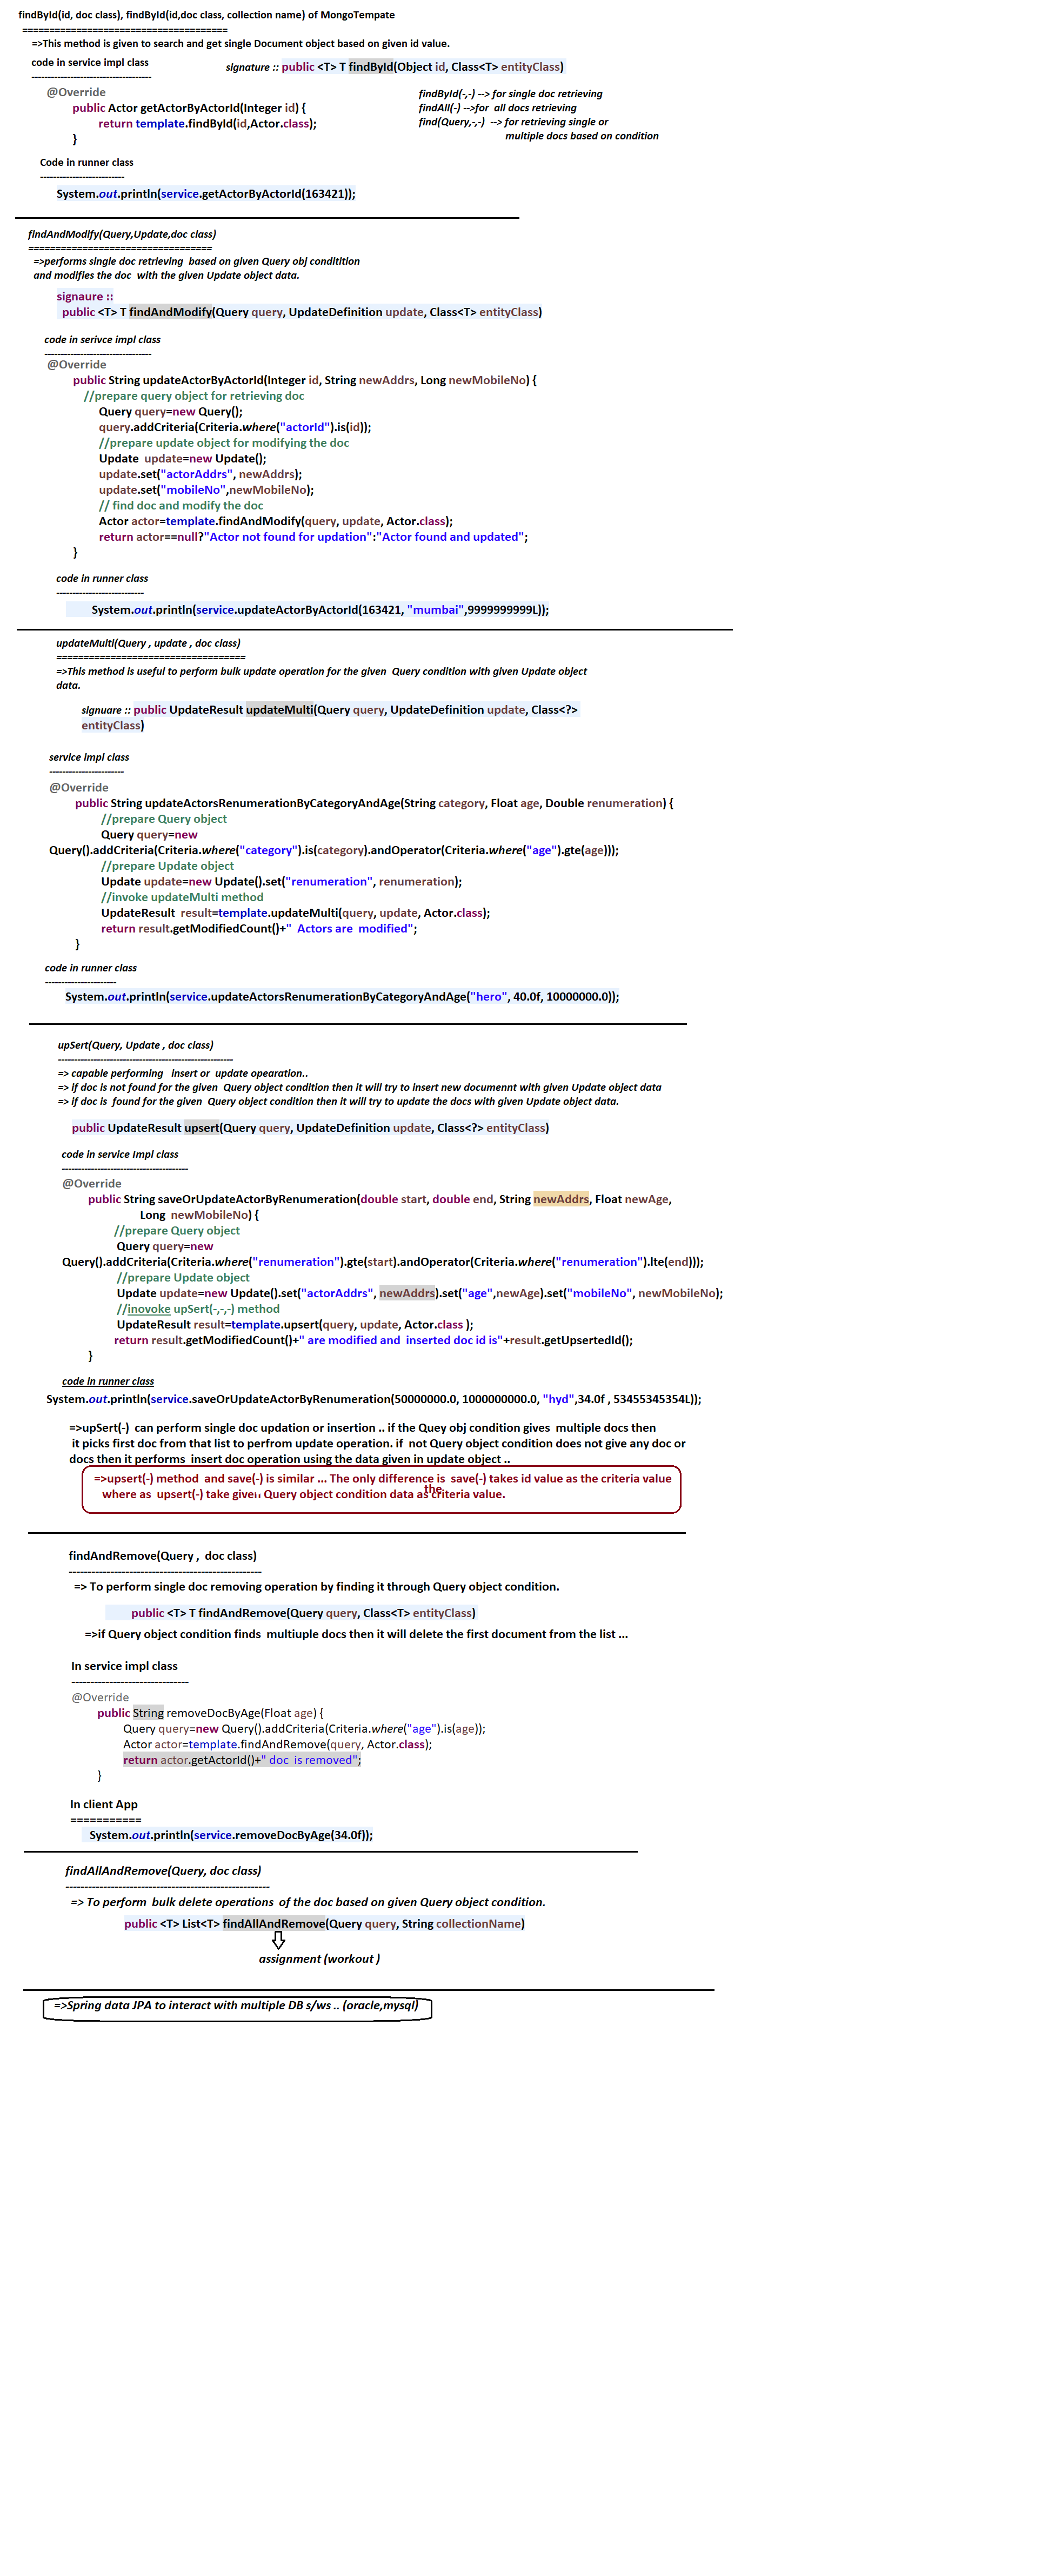 findById(id, doc class), findById(id,doc class, collection name) of MongoTempate
=====================================
=>This method is given to search and get single Document object based on given id value.
code in service impl class
-------------------------------------
signature :: public <T> T findById(Object id, Class<T> entityClass)
@Override
public Actor getActorByActorId(Integer id) {
return template.findById(id,Actor.class);
}
findById(-,-) --> for single doc retrieving
findAll(-) -->for  all docs retrieving
find(Query,-,-)  --> for retrieving single or
multiple docs based on condition
Code in runner class
--------------------------
System.out.println(service.getActorByActorId(163421));
findAndModify(Query,Update,doc class)
=================================
=>performs single doc retrieving  based on given Query obj conditition
and modifies the doc  with the given Update object data.
signaure ::
public <T> T findAndModify(Query query, UpdateDefinition update, Class<T> entityClass)
code in serivce impl class
---------------------------------
@Override
public String updateActorByActorId(Integer id, String newAddrs, Long newMobileNo) {
//prepare query object for retrieving doc
Query query=new Query();
query.addCriteria(Criteria.where("actorId").is(id));
//prepare update object for modifying the doc
Update  update=new Update();
update.set("actorAddrs", newAddrs);
update.set("mobileNo",newMobileNo);
// find doc and modify the doc
Actor actor=template.findAndModify(query, update, Actor.class);
return actor==null?"Actor not found for updation":"Actor found and updated";
}
code in runner class
---------------------------
System.out.println(service.updateActorByActorId(163421, "mumbai",9999999999L));
updateMulti(Query , update , doc class)
==================================
=>This method is useful to perform bulk update operation for the given  Query condition with given Update object
data.
signuare :: public UpdateResult updateMulti(Query query, UpdateDefinition update, Class<?>
entityClass)
service impl class
-----------------------
@Override
public String updateActorsRenumerationByCategoryAndAge(String category, Float age, Double renumeration) {
//prepare Query object
Query query=new
Query().addCriteria(Criteria.where("category").is(category).andOperator(Criteria.where("age").gte(age)));
//prepare Update object
Update update=new Update().set("renumeration", renumeration);
//invoke updateMulti method
UpdateResult  result=template.updateMulti(query, update, Actor.class);
return result.getModifiedCount()+"  Actors are  modified";
}
code in runner class
----------------------
System.out.println(service.updateActorsRenumerationByCategoryAndAge("hero", 40.0f, 10000000.0));
upSert(Query, Update , doc class)
------------------------------------------------------
=> capable performing   insert or  update opearation..
=> if doc is not found for the given  Query object condition then it will try to insert new documennt with given Update object data
=> if doc is  found for the given  Query object condition then it will try to update the docs with given Update object data.
public UpdateResult upsert(Query query, UpdateDefinition update, Class<?> entityClass)
code in service Impl class
---------------------------------------
@Override
public String saveOrUpdateActorByRenumeration(double start, double end, String newAddrs, Float newAge,
Long  newMobileNo) {
//prepare Query object
Query query=new
Query().addCriteria(Criteria.where("renumeration").gte(start).andOperator(Criteria.where("renumeration").lte(end)));
//prepare Update object
Update update=new Update().set("actorAddrs", newAddrs).set("age",newAge).set("mobileNo", newMobileNo);
//inovoke upSert(-,-,-) method
UpdateResult result=template.upsert(query, update, Actor.class );
return result.getModifiedCount()+" are modified and  inserted doc id is"+result.getUpsertedId();
}
code in runner class
System.out.println(service.saveOrUpdateActorByRenumeration(50000000.0, 1000000000.0, "hyd",34.0f , 53455345354L));
=>upSert(-)  can perform single doc updation or insertion .. if the Quey obj condition gives  multiple docs then
it picks first doc from that list to perfrom update operation. if  not Query object condition does not give any doc or
docs then it performs  insert doc operation using the data given in update object ..
=>upsert(-) method  and save(-) is similar ... The only difference is  save(-) takes id value as the criteria value
where as  upsert(-) take given Query object condition data as the criteria value.
findAndRemove(Query ,  doc class)
----------------------------------------------------
=> To perform single doc removing operation by finding it through Query object condition.
public <T> T findAndRemove(Query query, Class<T> entityClass)
=>if Query object condition finds  multiuple docs then it will delete the first document from the list ...
In service impl class
-------------------------------
@Override
public String removeDocByAge(Float age) {
Query query=new Query().addCriteria(Criteria.where("age").is(age));
Actor actor=template.findAndRemove(query, Actor.class);
return actor.getActorId()+" doc  is removed";
}
In client App
===========
System.out.println(service.removeDocByAge(34.0f));
findAllAndRemove(Query, doc class)
------------------------------------------------------
=> To perform  bulk delete operations  of the doc based on given Query object condition.
public <T> List<T> findAllAndRemove(Query query, String collectionName)
assignment (workout )
=>Spring data JPA to interact with multiple DB s/ws .. (oracle,mysql)